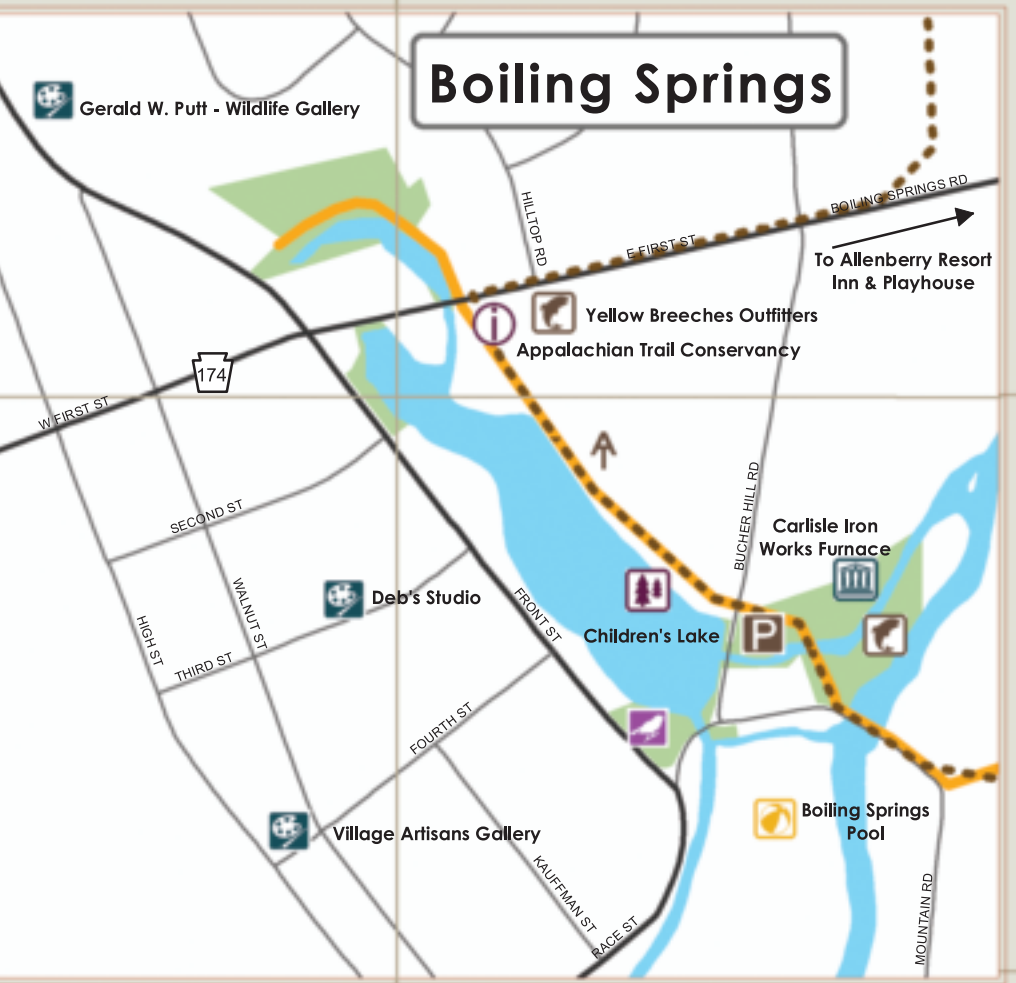 Boiling Springs
Gerald W. Putt - Wildlife Gallery
HILLTOP RD
BOILING SPRINGS RD
E FIRST ST
To Allenberry Resort
Inn & Playhouse
i
Yellow Breeches Outfitters
Appalachian Trail Conservancy
174
W FIRST ST
BUCHER HILL RD
SECOND ST
Carlisle Iron
Works Furnace
WALNUT ST
Deb's Studio
FRONT ST
HIGH ST
Children's Lake
P
THIRD ST
FOURTH ST
Boiling Springs
Pool
Village Artisans Gallery
KAUFFMAN ST
RACE ST
MOUNTAIN RD